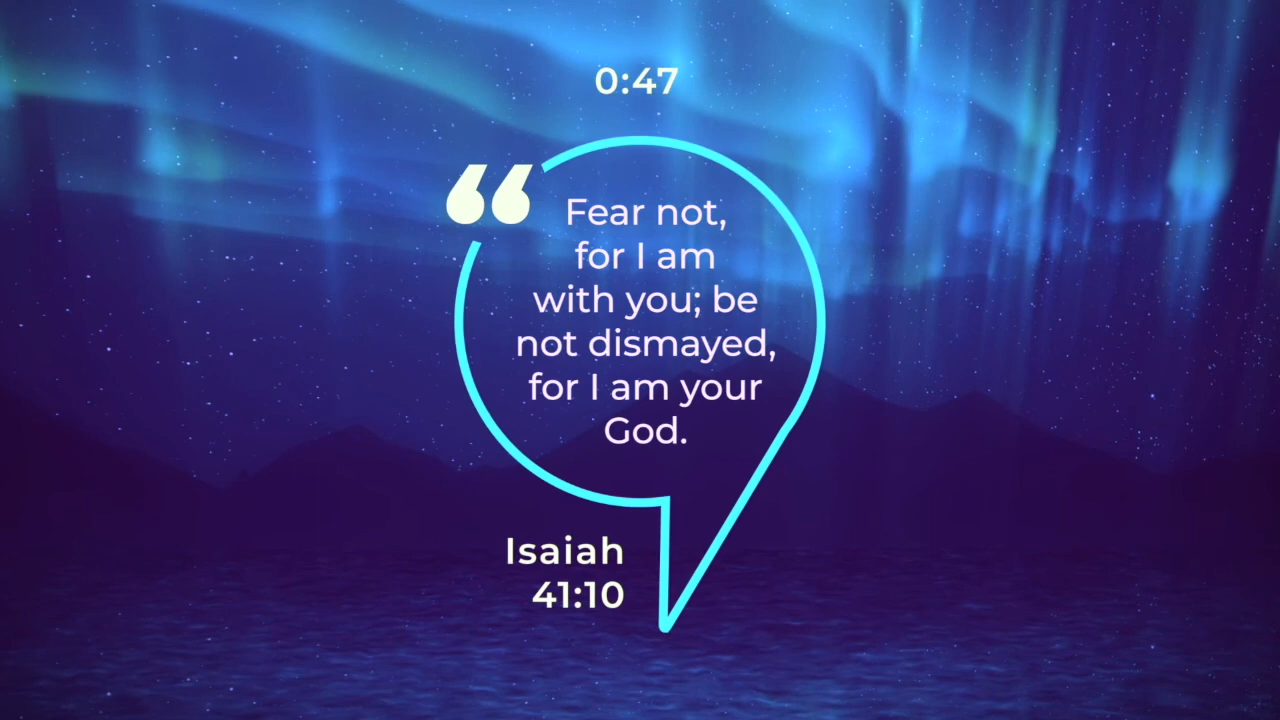 0:47
“
Fear not,
for I am
with you; be
not dismayed,
for I am your
God.
Isaiah
41:10